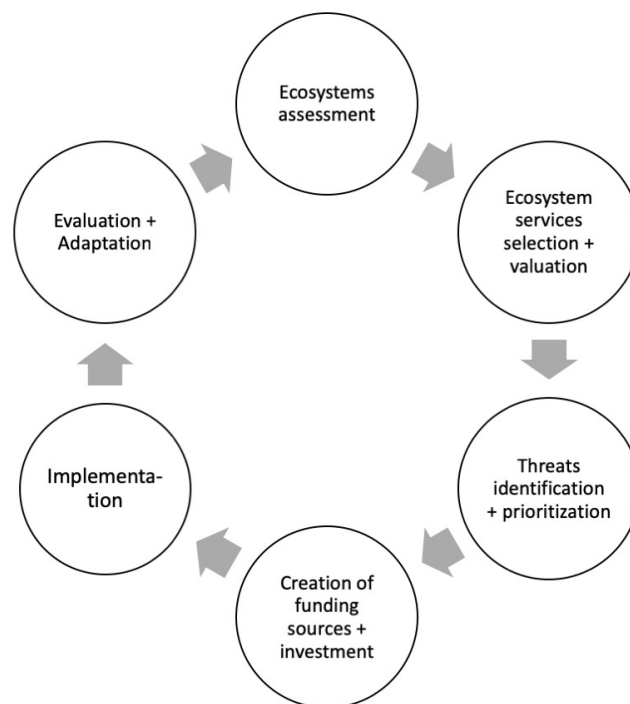 Ecosystems
assessment
Ecosystem
services
selection +
valuation
Threats
identification
+ prioritization
Creation of
funding
sources +
investment
Implementa-
tion
Evaluation +
Adaptation